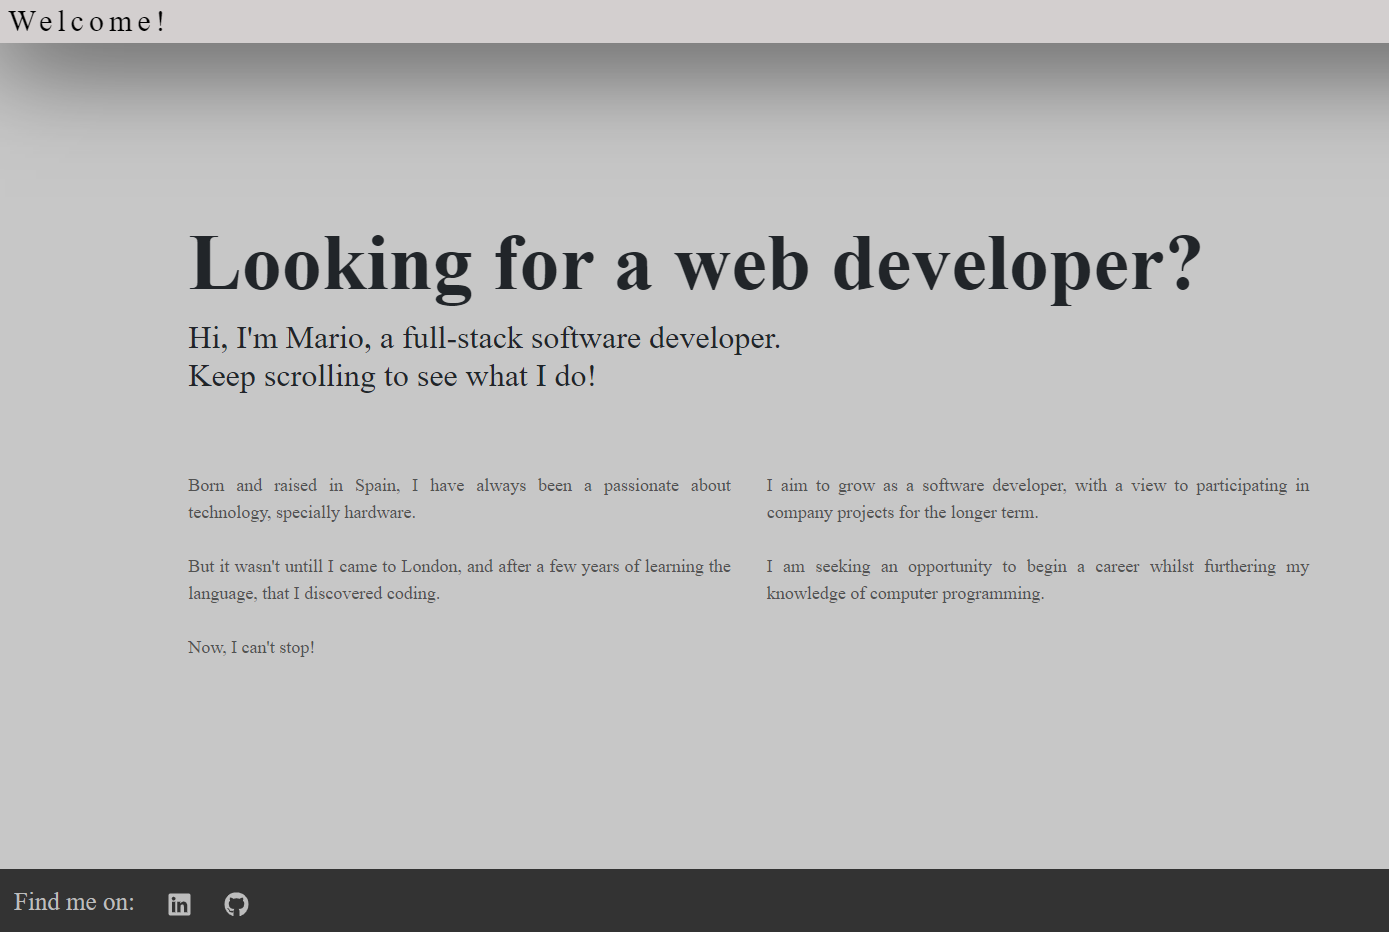 Welcome!
Looking for a web developer?
Hi, I'm Mario, a full-stack software developer.
Keep scrolling to see what I do!
Born and raised in Spain, I have always been a passionate about
technology, specially hardware.
But it wasn't untill I came to London, and after a few years of learning the
language, that I discovered coding.
Now, I can't stop!
I aim to grow as a software developer, with a view to participating in
company projects for the longer term.
I am seeking an opportunity to begin a career whilst furthering my
knowledge of computer programming.
Find me on: